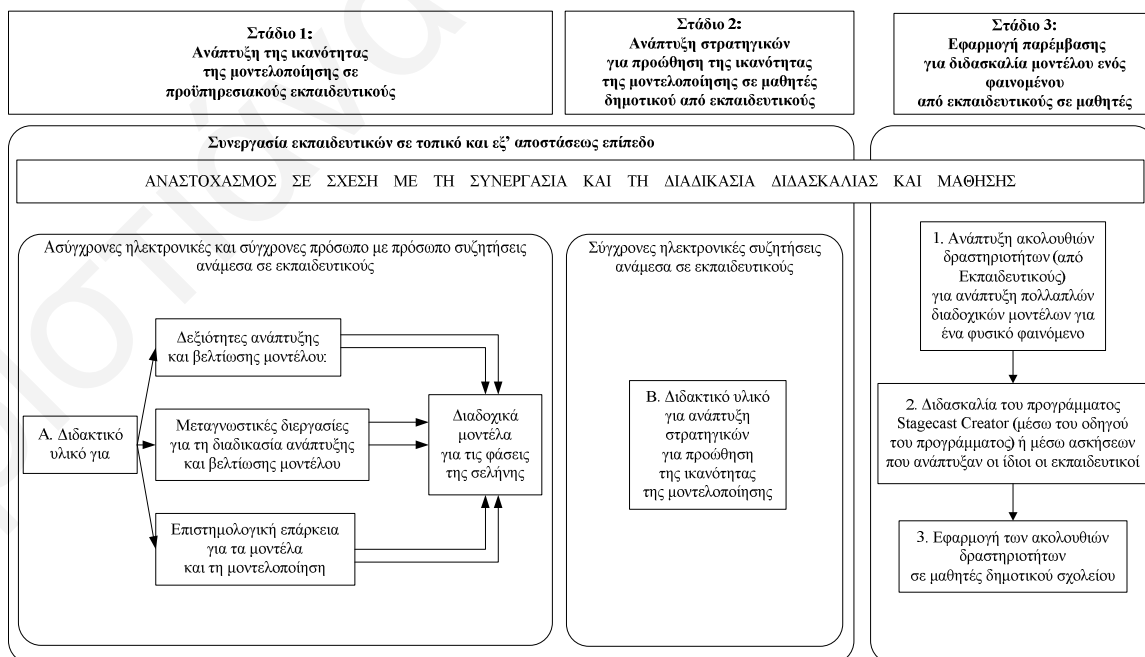 Στάδιο 1:
Ανάπτυξη της ικανότητας
της μοντελοποίησης σε
προϋπηρεσιακούς εκπαιδευτικούς
Στάδιο 2:
Ανάπτυξη στρατηγικών
για προώθηση της ικανότητας
της μοντελοποίησης σε μαθητές
δημοτικού από εκπαιδευτικούς
Στάδιο 3:
Εφαρμογή παρέμβασης
για διδασκαλία μοντέλου ενός
φαινομένου
από εκπαιδευτικούς σε μαθητές
Συνεργασία εκπαιδευτικών σε τοπικό και εξ’ αποστάσεως επίπεδο
ΑΝΑΣΤΟΧΑΣΜΟΣ ΣΕ ΣΧΕΣΗ ΜΕ ΤΗ ΣΥΝΕΡΓΑΣΙΑ ΚΑΙ ΤΗ ΔΙΑΔΙΚΑΣΙΑ ΔΙΔΑΣΚΑΛΙΑΣ ΚΑΙ ΜΑΘΗΣΗΣ
Ασύγχρονες ηλεκτρονικές και σύγχρονες πρόσωπο με πρόσωπο συζητήσεις
ανάμεσα σε εκπαιδευτικούς
Α. Διδακτικό
υλικό για
Δεξιότητες ανάπτυξης
και βελτίωσης μοντέλου:
Μεταγνωστικές διεργασίες
για τη διαδικασία ανάπτυξης
και βελτίωσης μοντέλου
Επιστημολογική επάρκεια
για τα μοντέλα
και τη μοντελοποίηση
Διαδοχικά
μοντέλα
για τις φάσεις
της σελήνης
Σύγχρονες ηλεκτρονικές συζητήσεις
ανάμεσα σε εκπαιδευτικούς
Β. Διδακτικό υλικό
για ανάπτυξη
στρατηγικών
για προώθηση
της ικανότητας
της μοντελοποίησης
1. Ανάπτυξη ακολουθιών
δραστηριοτήτων (από
Εκπαιδευτικούς)
για ανάπτυξη πολλαπλών
διαδοχικών μοντέλων για
ένα φυσικό φαινόμενο
2. Διδασκαλία του προγράμματος
Stagecast Creator (μέσω του οδηγού
του προγράμματος) ή μέσω ασκήσεων
που ανάπτυξαν οι ίδιοι οι εκπαιδευτικοί
3. Εφαρμογή των ακολουθιών
δραστηριοτήτων
σε μαθητές δημοτικού σχολείου